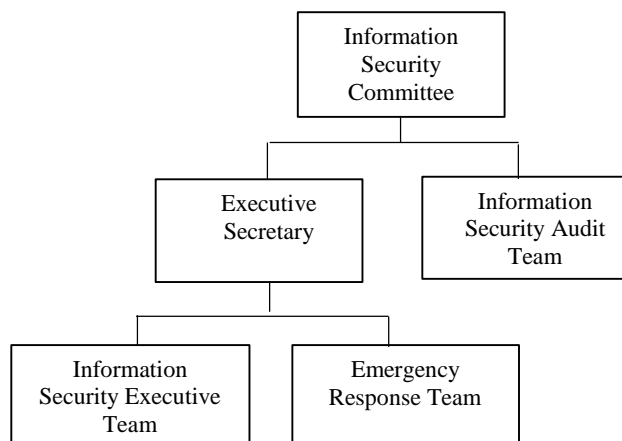 Information
Security
Committee
Executive
Secretary
Information
Security Audit
Team
Information
Security Executive
Team
Emergency
Response Team